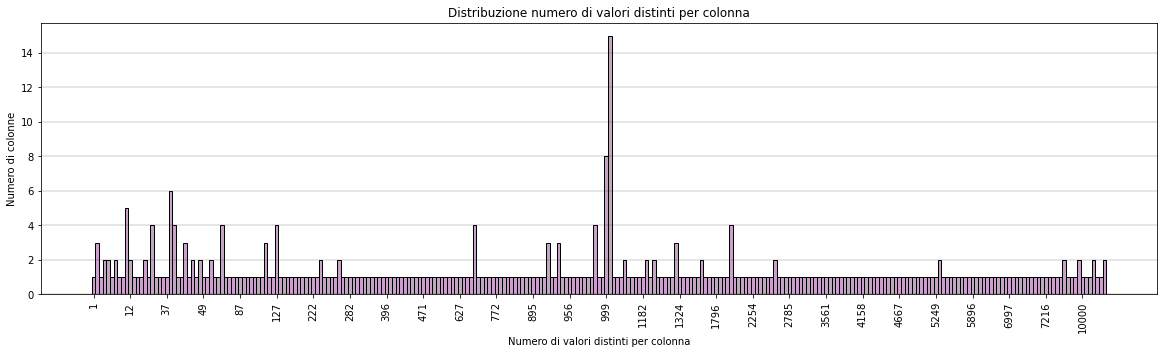 Distribuzione numero di valori distinti per colonna
Numero di colonne
14
12
10
8
6
4
2
0
1 12 37 49 87 127 222 282 396 471 627 772 895 956 999 1182 1324 1796 2254 2785 3561 4158 4667 5249 5896 6997 7216 10000
Numero di valori distinti per colonna